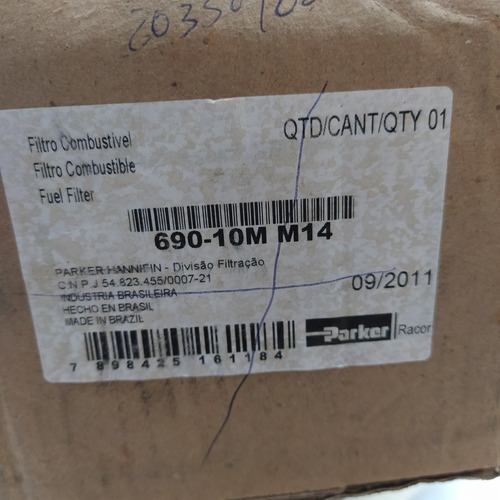 Filtro Combustivel
Filtro Combustible
Fuel Filter
QTD/CANT/QTY 01
690-10M M14
PARKER HANNIFIN - Divisão Filtração
C.N.P.J 54.823.455/0007-21
INDUSTRIA BRASILEIRA
HECHO EN BRASIL
MADE IN BRAZIL
09/2011
Parker Racor
7 898425 161184